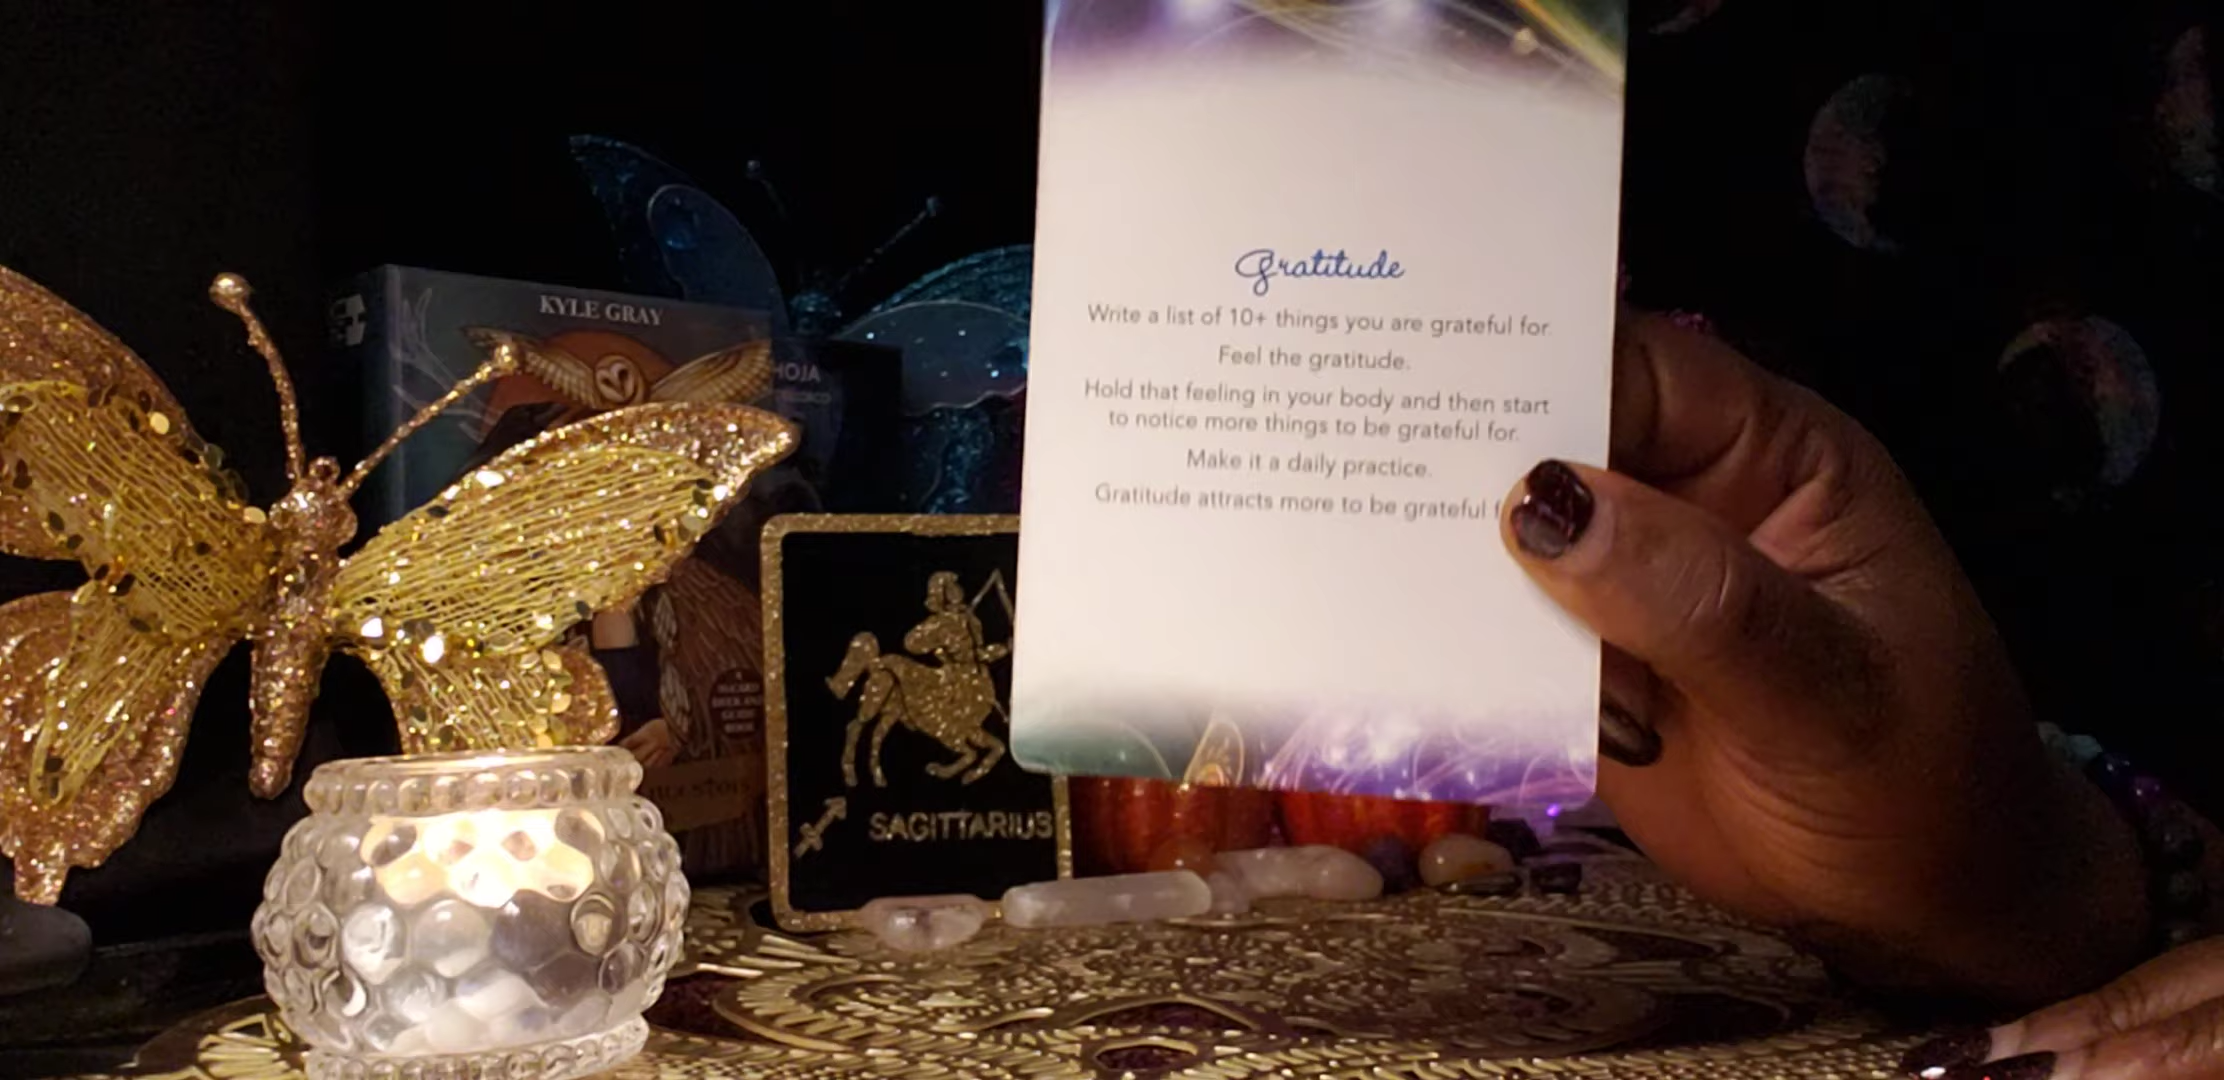 KYLE GRAY
HOJA
Gratitude
Write a list of 10+ things you are grateful for.
Feel the gratitude.
Hold that feeling in your body and then start
to notice more things to be grateful for.
Make it a daily practice.
Gratitude attracts more to be grateful f
SAGITTARIUS